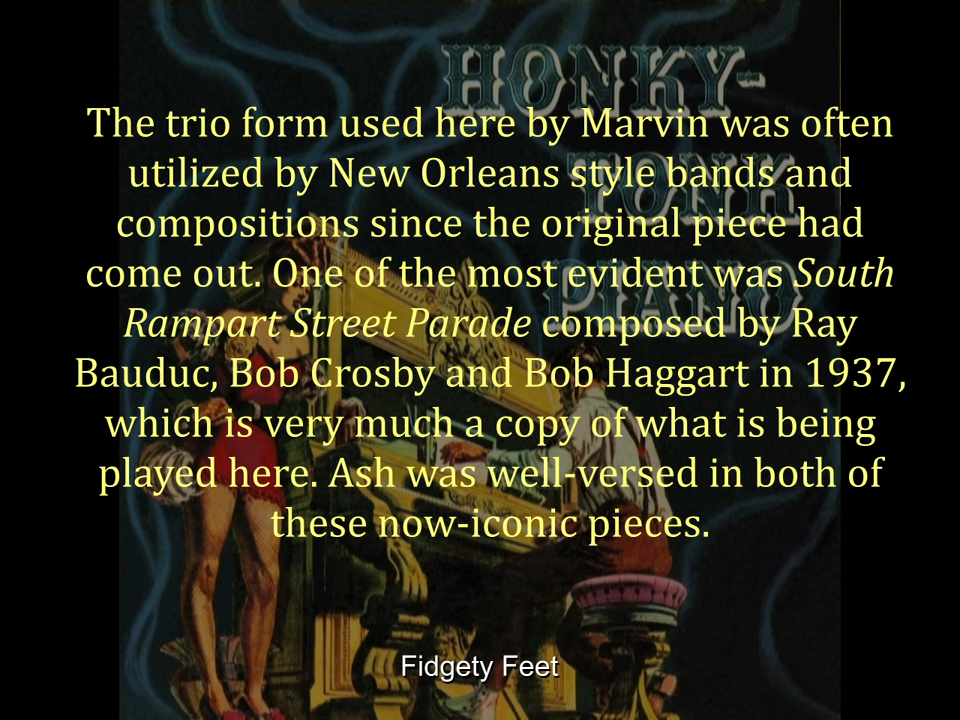 HONKY-
TONK
PIANO
The trio form used here by Marvin was often
utilized by New Orleans style bands and
compositions since the original piece had
come out. One of the most evident was South
Rampart Street Parade composed by Ray
Bauduc, Bob Crosby and Bob Haggart in 1937,
which is very much a copy of what is being
played here. Ash was well-versed in both of
these now-iconic pieces.
Fidgety Feet